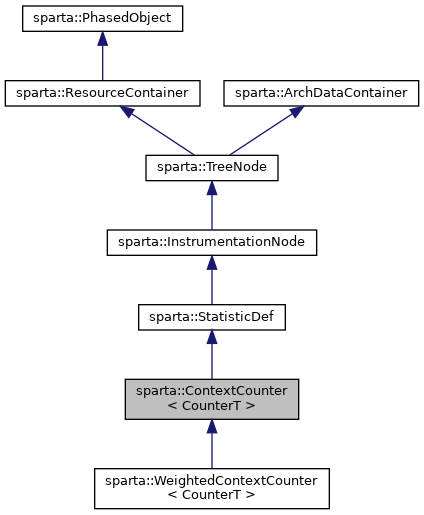 sparta::PhasedObject
sparta::ResourceContainer
sparta::ArchDataContainer
sparta::TreeNode
sparta::InstrumentationNode
sparta::StatisticDef
sparta::ContextCounter
< CounterT >
sparta::WeightedContextCounter
< CounterT >